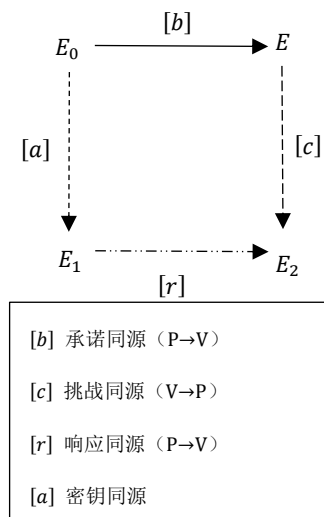 [b]
E₀ E
[a] [c]
E₁ E₂
[r]
[b] 承诺同源（P→V）
[c] 挑战同源（V→P）
[r] 响应同源（P→V）
[a] 密钥同源